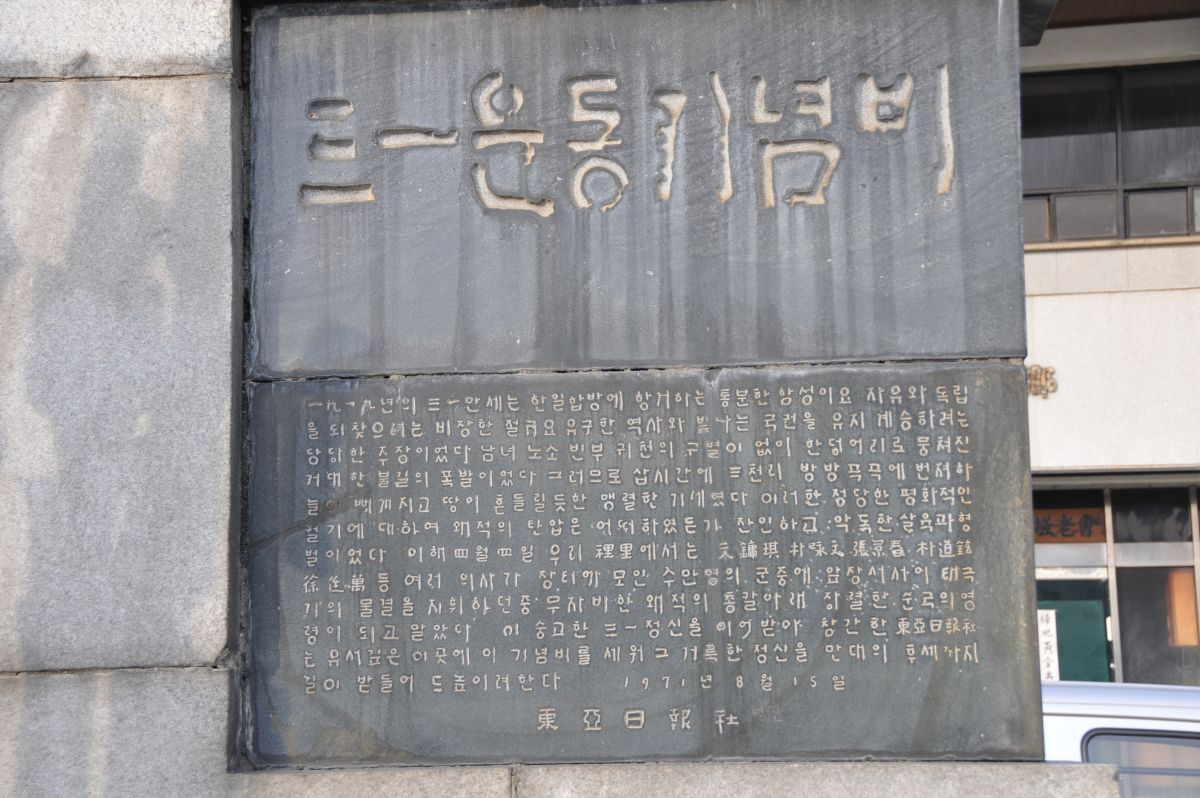 三一운동기념비
一九一九년의 三一만세는 한일합방에 항거하는 통분한 함성이요 자유와 독립
을 되찾으려는 비장한 절규요 유구한 역사와 빛나는 국권을 유지 계승하려는
당당한 주장이었다 남녀 노소 빈부 귀천의 구별이 없이 한덩어리로 뭉쳐진
거대한 불길의 폭발이었다 그러므로 삽시간에 三천리 방방곡곡에 번져 하
늘이 빠개지고 땅이 흔들릴듯한 맹렬한 기세였다 이러한 정당한 평화적인
궐기에 대하여 왜적의 탄압은 어떠하였든가 잔인하고 악독한 살육과 형
벌이었다 이해 四월 四일 우리 裡里에서는 文鏞琪 朴咏文 張京春 朴道鉉
徐延萬 등 여러 의사가 장터에 모인 수만명의 군중에 앞장서서 이 태극
기의 물결을 지휘하던중 무자비한 왜적의 총칼아래 장렬한 순국의 영
령이 되고 말았다 이 숭고한 三一정신을 이어받아 창간한 東亞日報社
는 유서깊은 이곳에 이 기념비를 세워 그 거룩한 정신을 만대의 후세까지
길이 받들어 드높이려한다 1971년 8월 15일
東亞日報社
敬老會